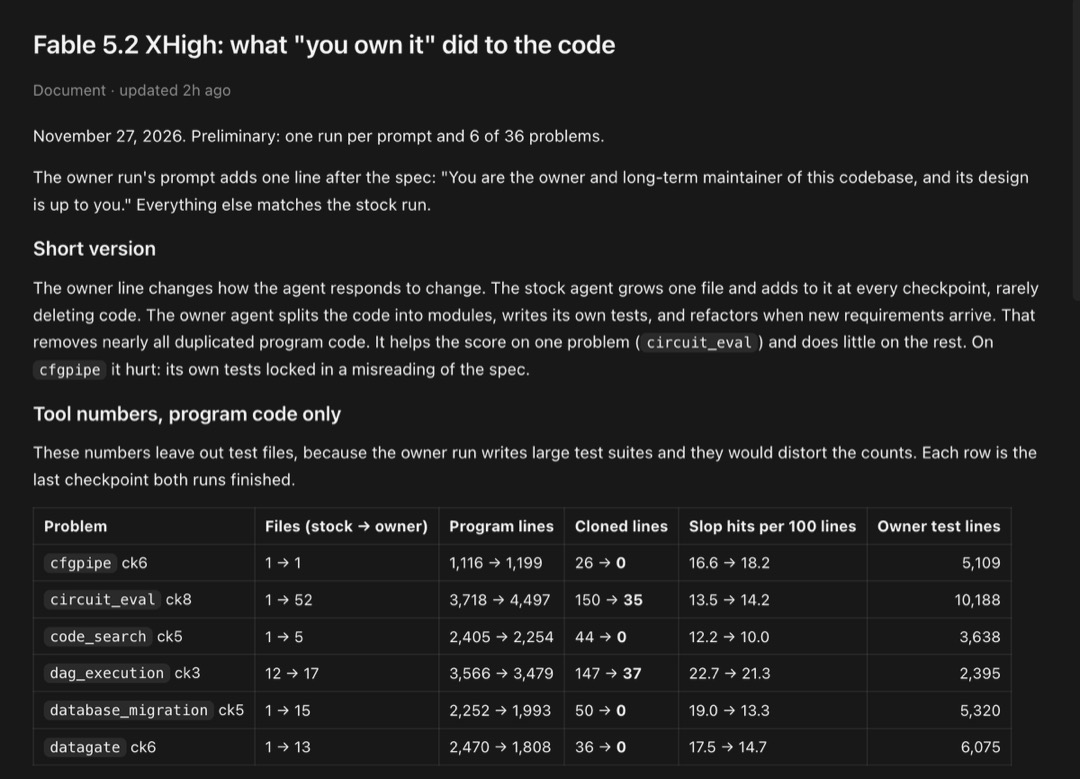 Fable 5.2 XHigh: what "you own it" did to the code
Document · updated 2h ago
November 27, 2026. Preliminary: one run per prompt and 6 of 36 problems.
The owner run's prompt adds one line after the spec: "You are the owner and long-term maintainer of this codebase, and its design
is up to you." Everything else matches the stock run.
Short version
The owner line changes how the agent responds to change. The stock agent grows one file and adds to it at every checkpoint, rarely
deleting code. The owner agent splits the code into modules, writes its own tests, and refactors when new requirements arrive. That
removes nearly all duplicated program code. It helps the score on one problem ( circuit_eval ) and does little on the rest. On
cfgpipe it hurt: its own tests locked in a misreading of the spec.
Tool numbers, program code only
These numbers leave out test files, because the owner run writes large test suites and they would distort the counts. Each row is the
last checkpoint both runs finished.
Problem Files (stock → owner) Program lines Cloned lines Slop hits per 100 lines Owner test lines
cfgpipe ck6 1 → 1 1,116 → 1,199 26 → 0 16.6 → 18.2 5,109
circuit_eval ck8 1 → 52 3,718 → 4,497 150 → 35 13.5 → 14.2 10,188
code_search ck5 1 → 5 2,405 → 2,254 44 → 0 12.2 → 10.0 3,638
dag_execution ck3 12 → 17 3,566 → 3,479 147 → 37 22.7 → 21.3 2,395
database_migration ck5 1 → 15 2,252 → 1,993 50 → 0 19.0 → 13.3 5,320
datagate ck6 1 → 13 2,470 → 1,808 36 → 0 17.5 → 14.7 6,075